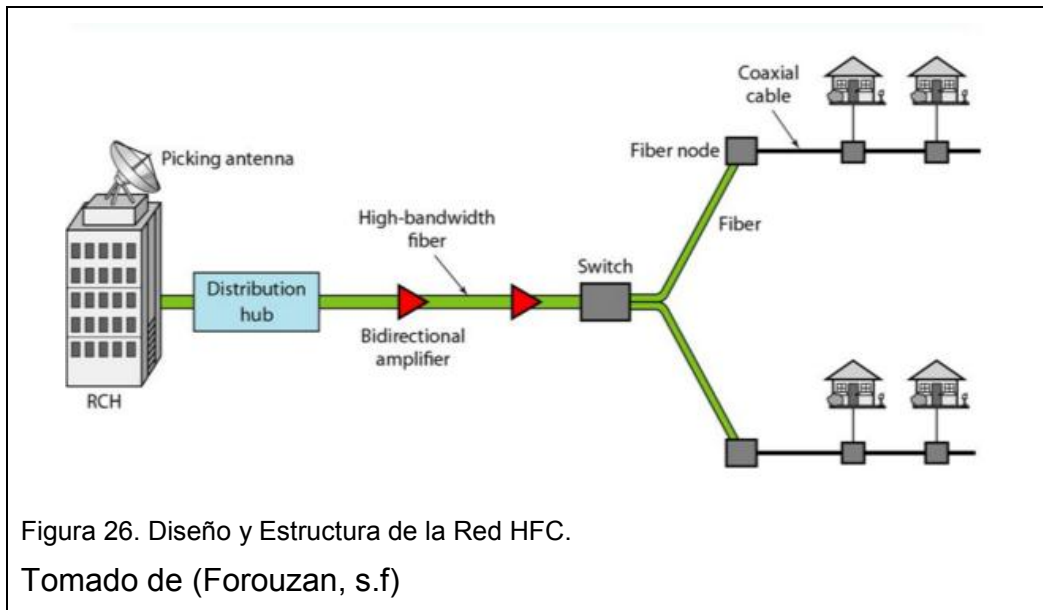 Picking antenna
RCH
Distribution
hub
High-bandwidth
fiber
Bidirectional
amplifier
Switch
Fiber node
Fiber
Coaxial
cable
Figura 26. Diseño y Estructura de la Red HFC.
Tomado de (Forouzan, s.f)